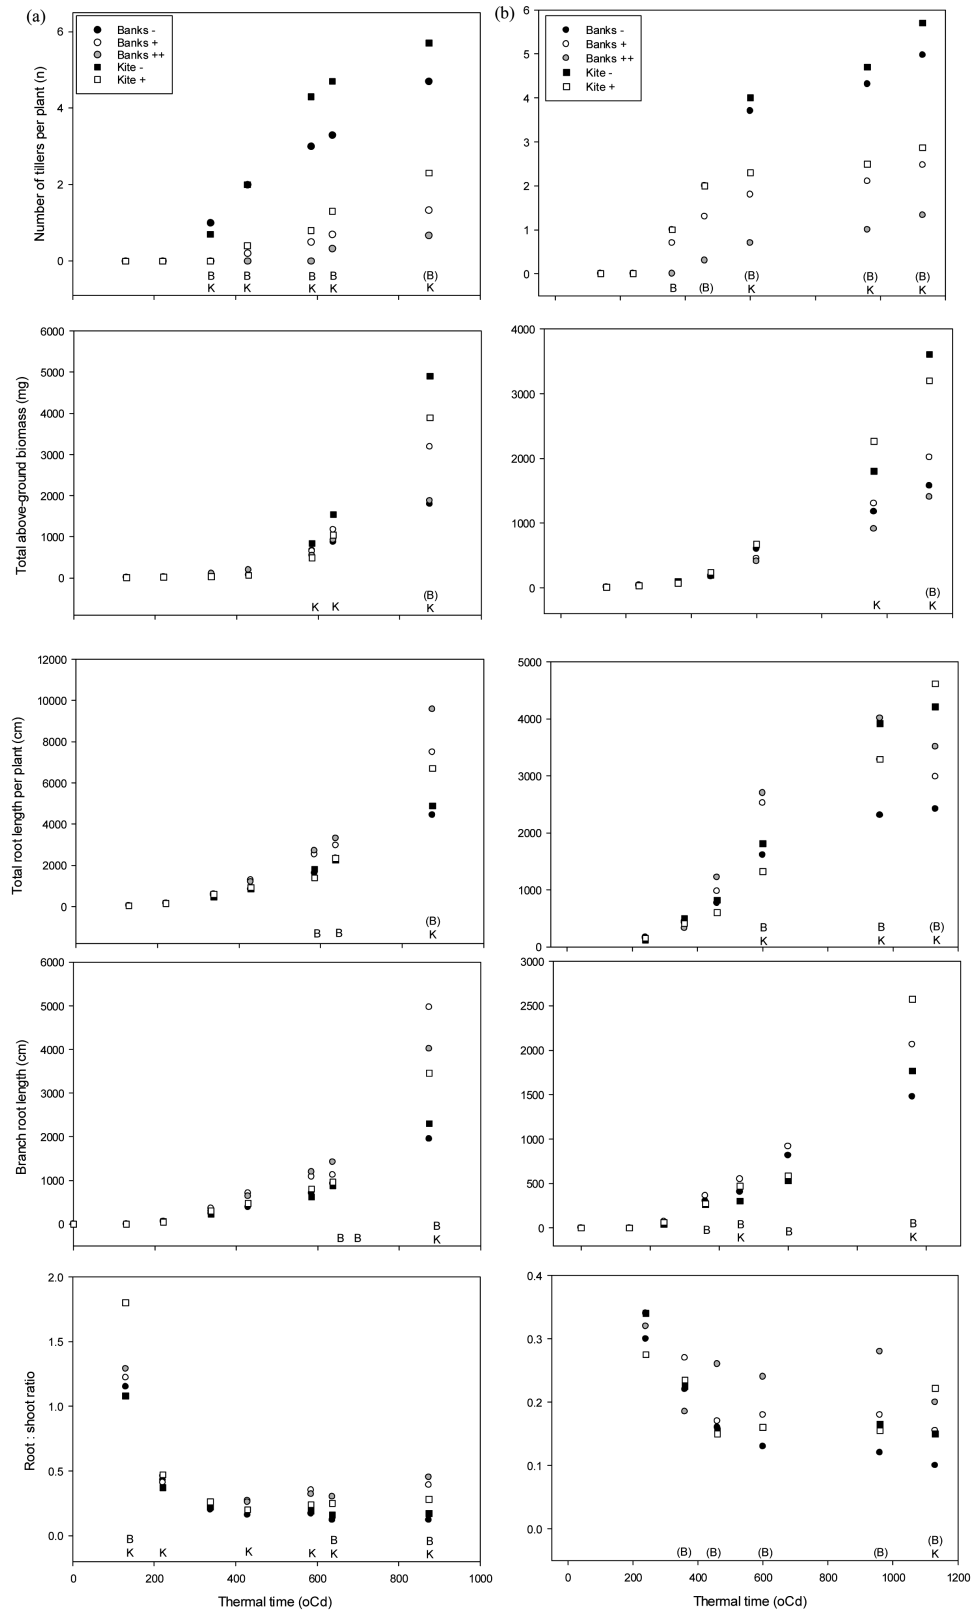 (a)
Banks -
Banks +
Banks ++
Kite -
Kite +
Number of tillers per plant (n)
6
4
2
0
B B B B (B)
K K K K K
(b)
Banks -
Banks +
Banks ++
Kite -
Kite +
6
5
4
3
2
1
0
B (B) (B) (B) (B)
K K K
Total above-ground biomass (mg)
6000
5000
4000
3000
2000
1000
0
(B)
K K K
0 200 400 600 800 1000
4000
3000
2000
1000
0
(B)
K K
Total root length per plant (cm)
12000
10000
8000
6000
4000
2000
0
(B)
B B K
5000
4000
3000
2000
1000
0
B B (B)
K K K
Branch root length (cm)
6000
5000
4000
3000
2000
1000
0
B
B B K
3000
2500
2000
1500
1000
500
0
B B B B
K K
Root : shoot ratio
2.0
1.5
1.0
0.5
0.0
B B B
K K K K K K
0 200 400 600 800 1000
Thermal time (oCd)
0.4
0.3
0.2
0.1
0.0
(B) (B) (B) (B) (B)
K
0 200 400 600 800 1000 1200
Thermal time (oCd)